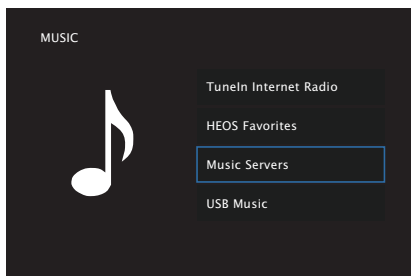 MUSIC
TuneIn Internet Radio
HEOS Favorites
Music Servers
USB Music